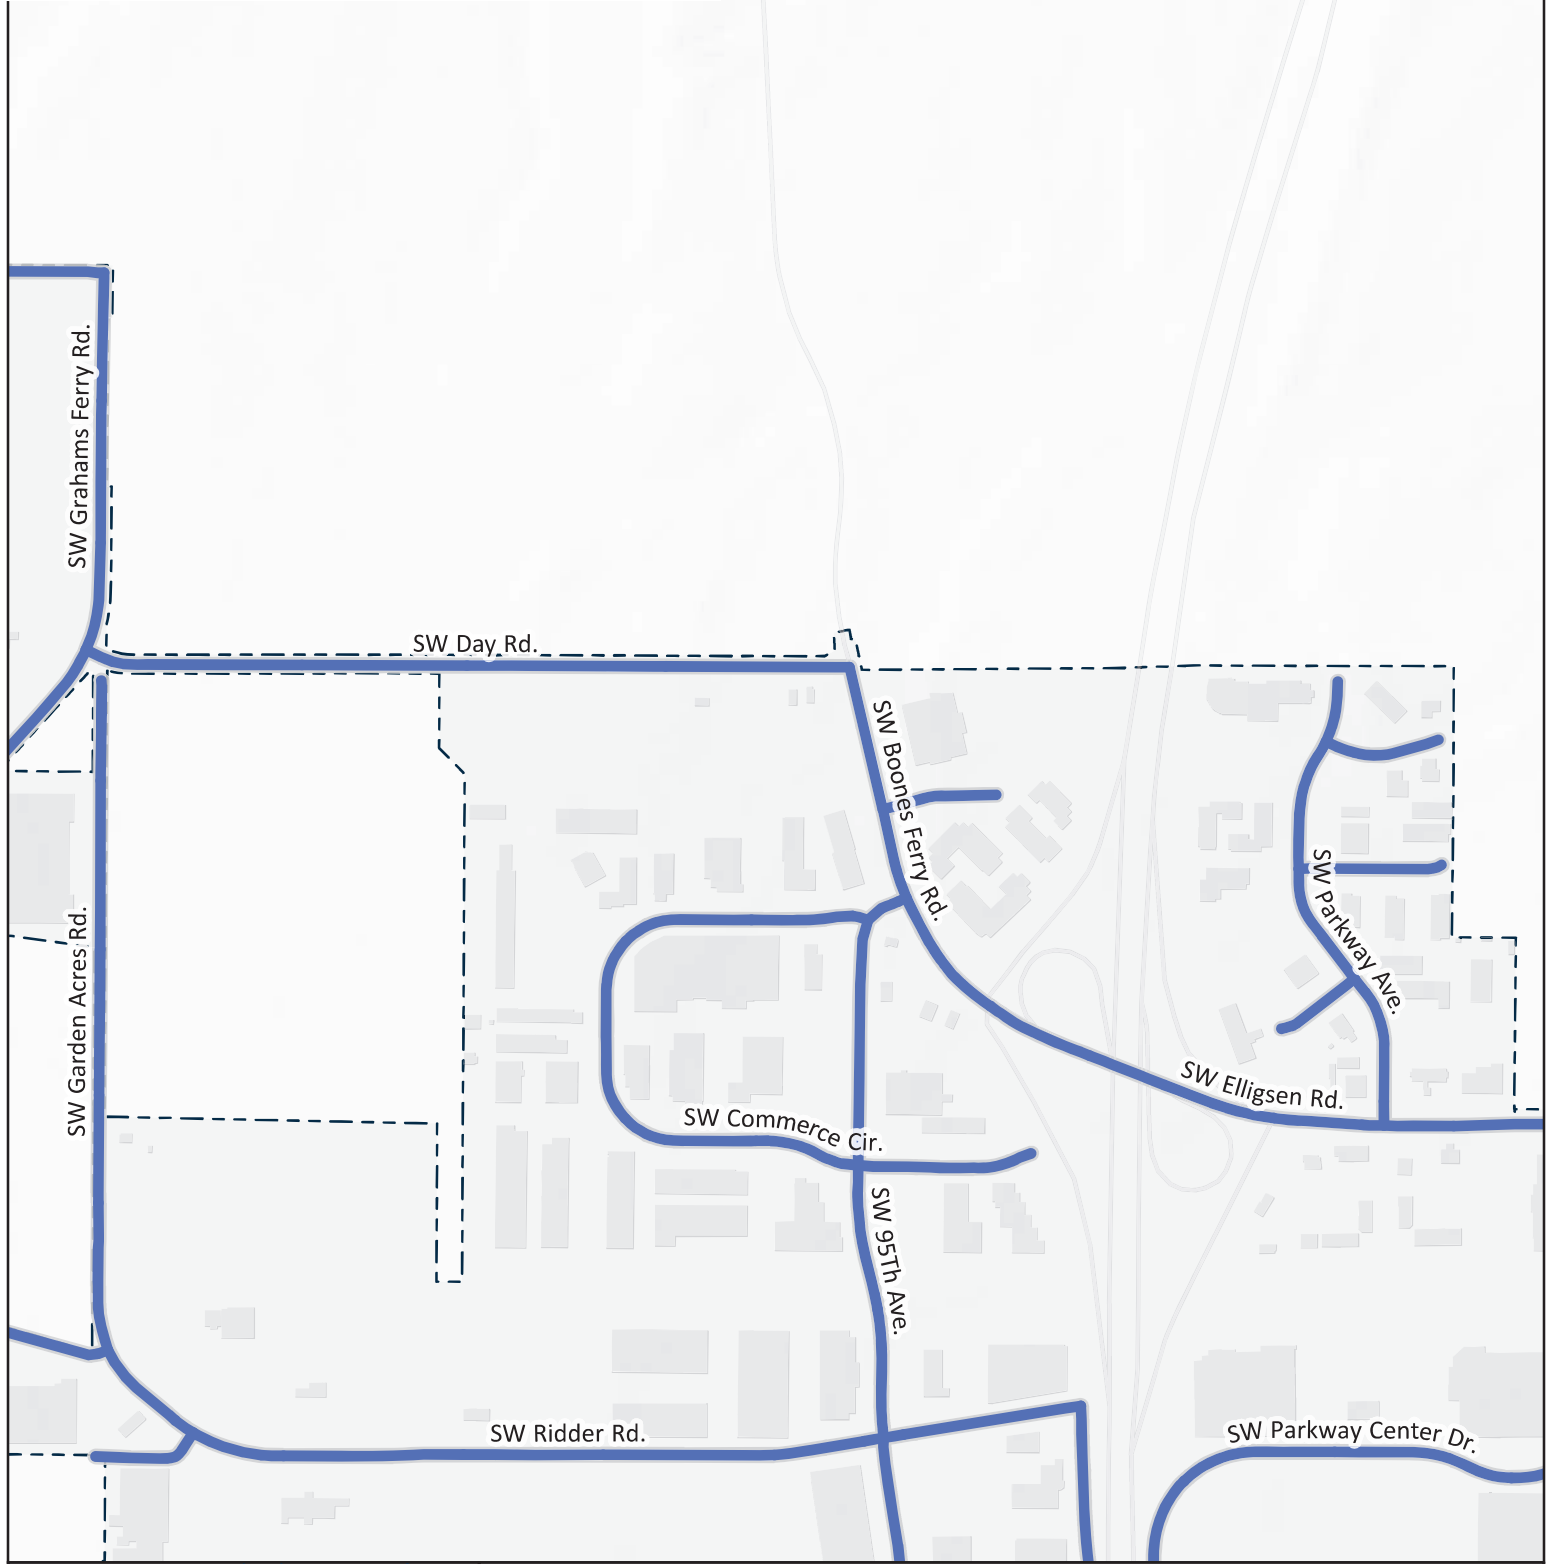 SW Grahams Ferry Rd.
SW Day Rd.
SW Boones Ferry Rd.
SW Parkway Ave.
SW Garden Acres Rd.
SW Elligsen Rd.
SW Commerce Cir.
SW 95Th Ave.
SW Ridder Rd.
SW Parkway Center Dr.